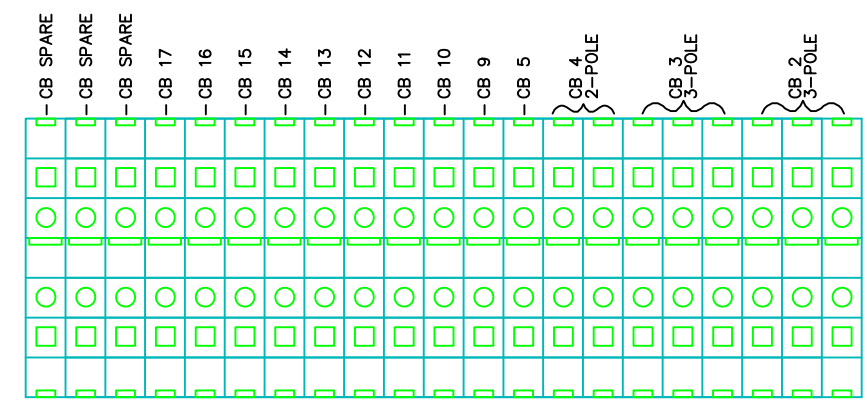 CB SPARE
CB SPARE
CB SPARE
CB 17
CB 16
CB 15
CB 14
CB 13
CB 12
CB 11
CB 10
CB 9
CB 5
CB 4
2-POLE
CB 3
3-POLE
CB 2
3-POLE